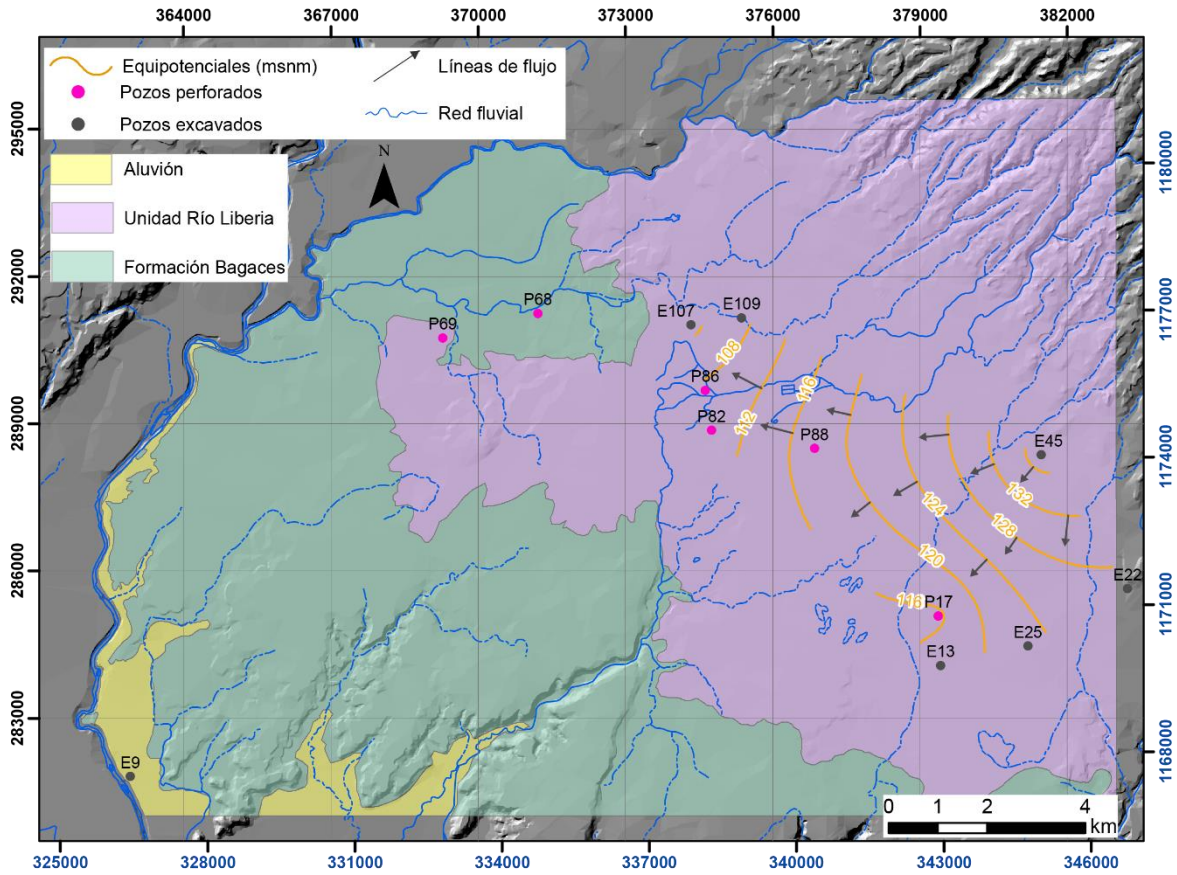 364000 367000 370000 373000 376000 379000 382000
Equipotenciales (msnm)
Pozos perforados
Pozos excavados
Líneas de flujo
Red fluvial
Aluvión
Unidad Río Liberia
Formación Bagaces
N
295000
292000
289000
286000
283000
1180000
1177000
1174000
1171000
1168000
P68
P69
E107
E109
108
P86
116
P82
112
P88
E45
132
124
128
120
E22
116
P17
E25
E13
E9
0 1 2 4
km
325000 328000 331000 334000 337000 340000 343000 346000